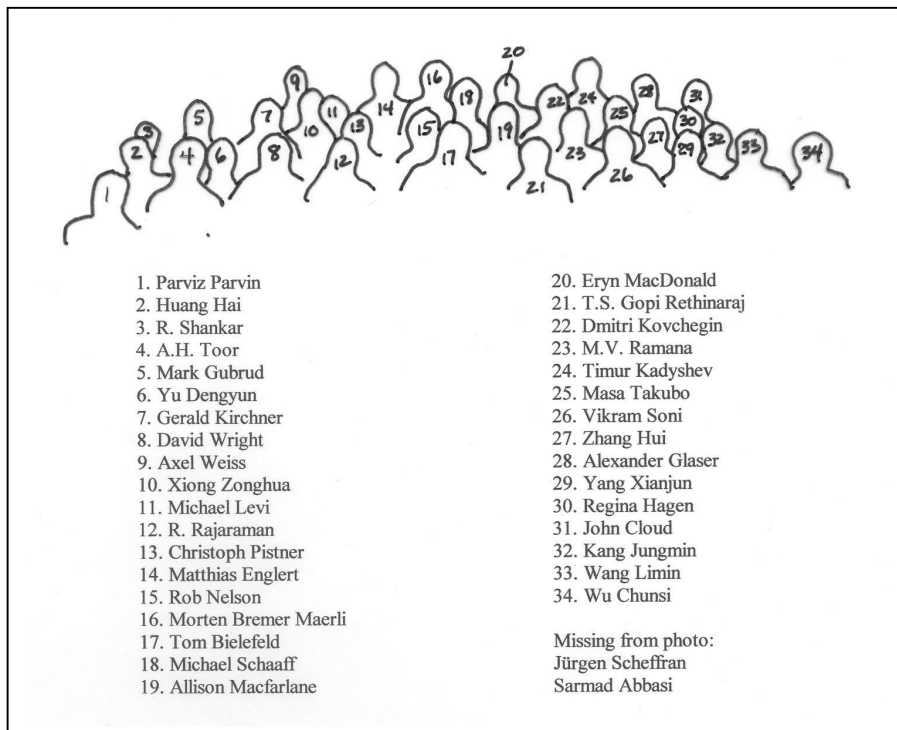 20
9 16 28
5 7 11 14 18 22 24 25 31
3 10 13 15 19 27 30 32
2 4 6 8 12 17 23 26 29 33 34
1 21
1. Parviz Parvin
2. Huang Hai
3. R. Shankar
4. A.H. Toor
5. Mark Gubrud
6. Yu Dengyun
7. Gerald Kirchner
8. David Wright
9. Axel Weiss
10. Xiong Zonghua
11. Michael Levi
12. R. Rajaraman
13. Christoph Pistner
14. Matthias Englert
15. Rob Nelson
16. Morten Bremer Maerli
17. Tom Bielefeld
18. Michael Schaaff
19. Allison Macfarlane
20. Eryn MacDonald
21. T.S. Gopi Rethinaraj
22. Dmitri Kovchegin
23. M.V. Ramana
24. Timur Kadyshev
25. Masa Takubo
26. Vikram Soni
27. Zhang Hui
28. Alexander Glaser
29. Yang Xianjun
30. Regina Hagen
31. John Cloud
32. Kang Jungmin
33. Wang Limin
34. Wu Chunsi
Missing from photo:
Jürgen Scheffran
Sarmad Abbasi